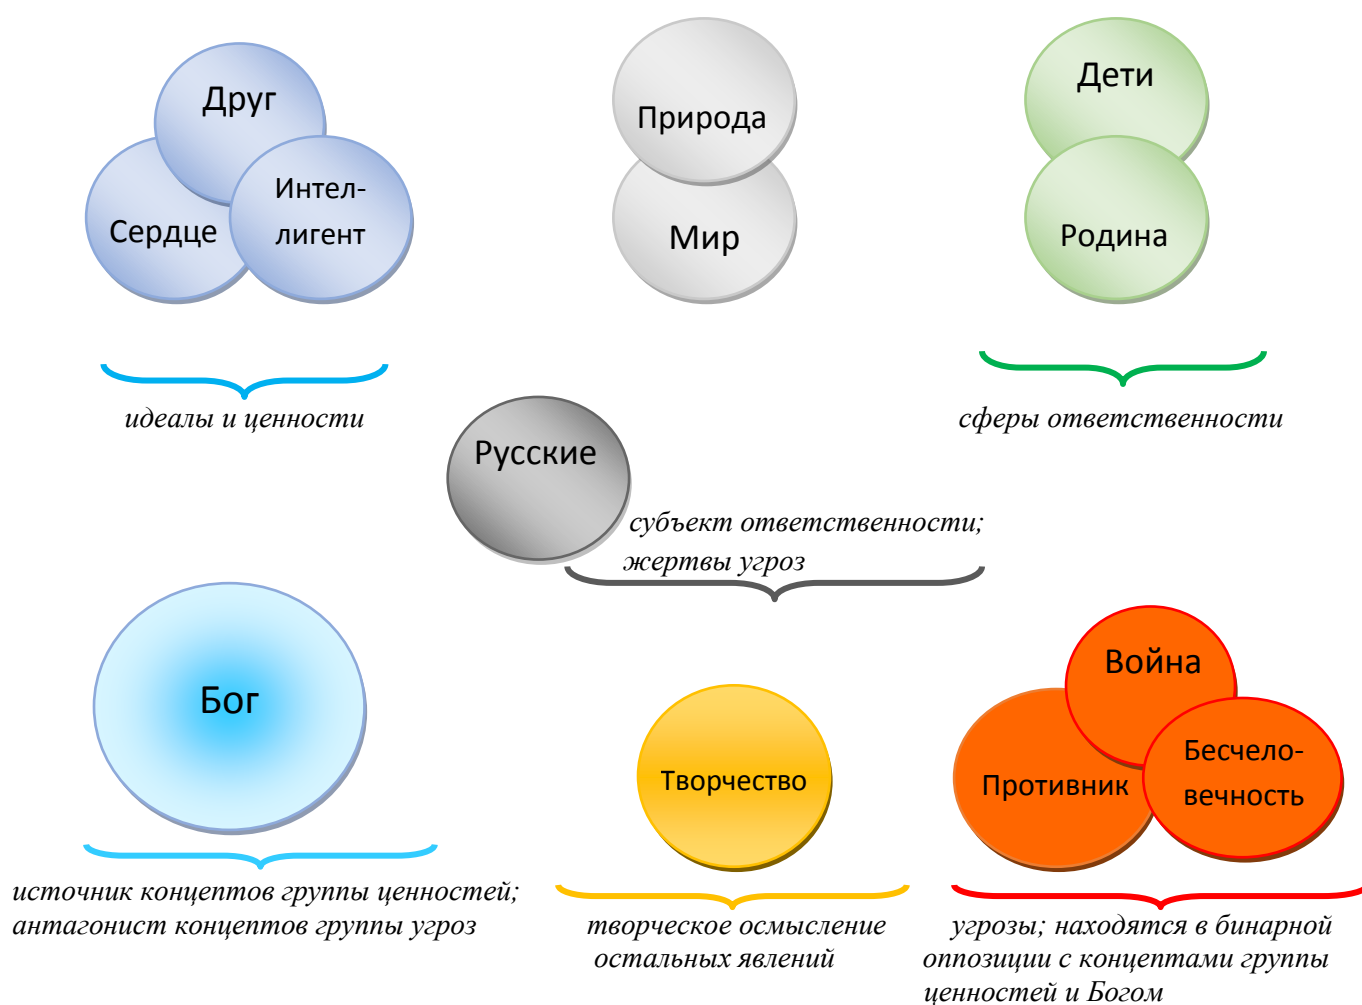 Друг
Сердце
Интел-
лигент
Природа
Мир
Дети
Родина
идеалы и ценности
сферы ответственности
Русские
субъект ответственности;
жертвы угроз
Бог
источник концептов группы ценностей;
антагонист концептов группы угроз
Творчество
творческое осмысление
остальных явлений
Война
Противник
Бесчело-
вечность
угрозы; находятся в бинарной
оппозиции с концептами группы
ценностей и Богом